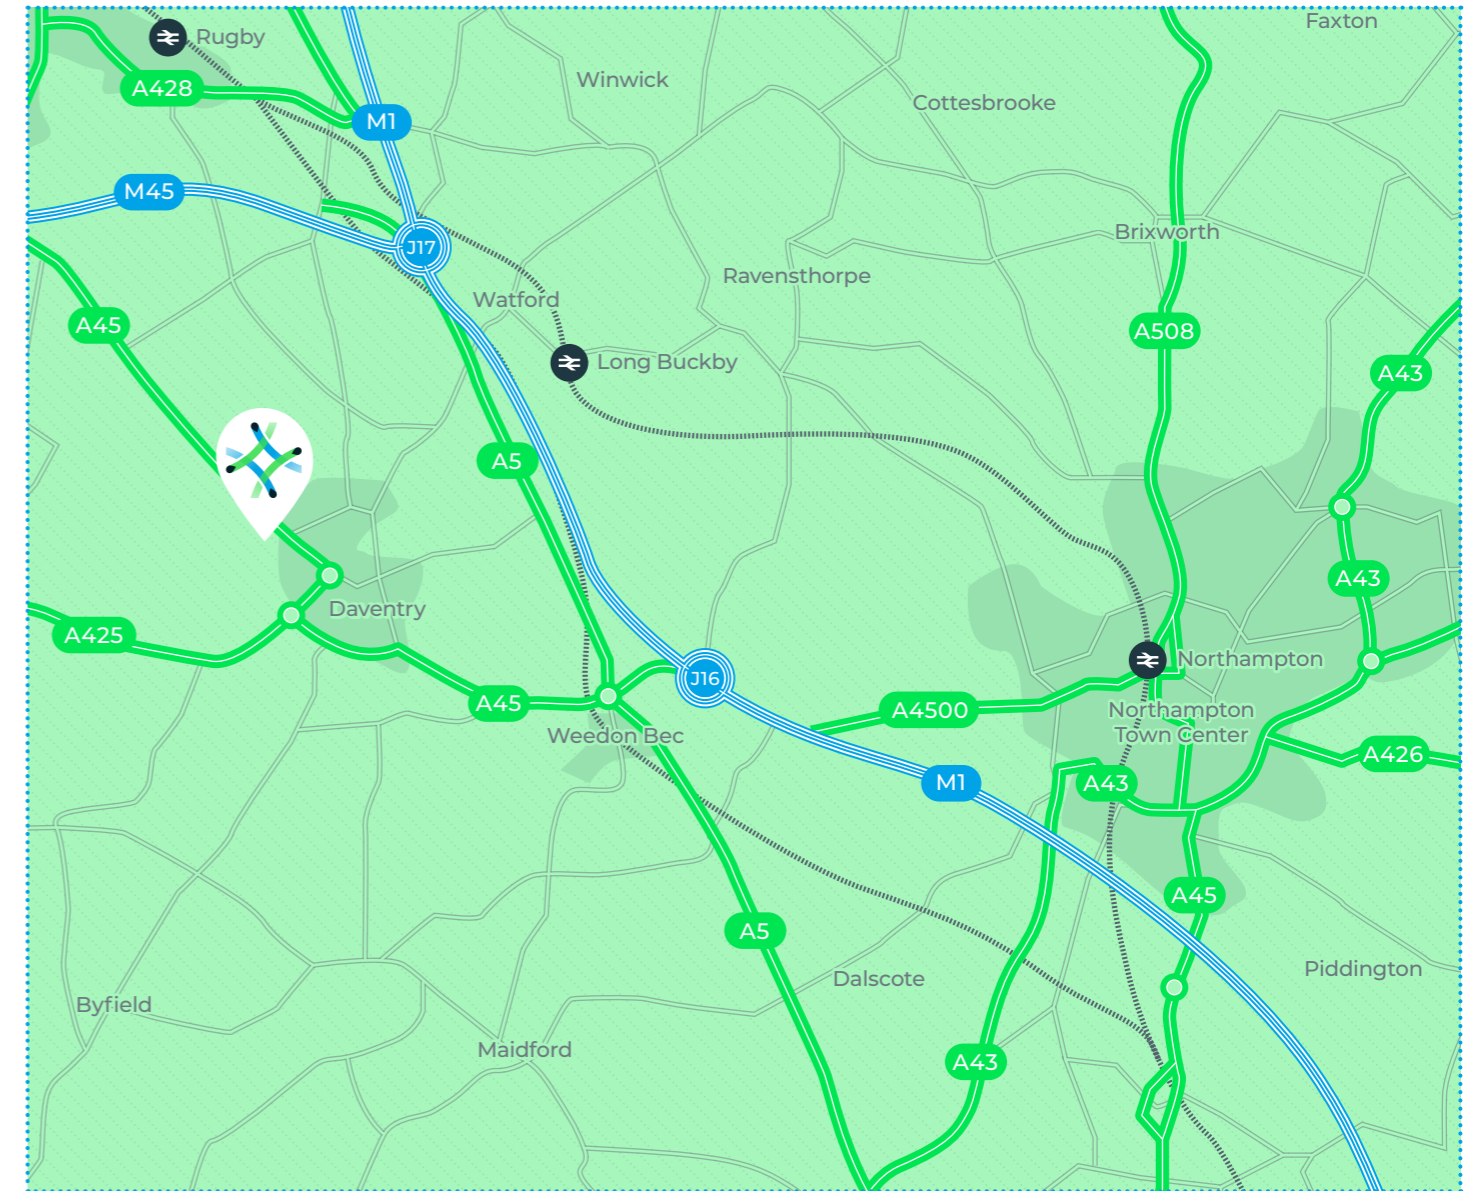 Faxton
Rugby
Winwick
A428
Cottesbrooke
M1
M45
Brixworth
J17
Ravensthorpe
Watford
A45
A508
Long Buckby
A43
A5
A43
Daventry
A425
Northampton
J16
A45
A4500
Northampton
Town Center
Weedon Bec
A426
M1
A43
A45
A5
Piddington
Dalscote
Byfield
Maidford
A43